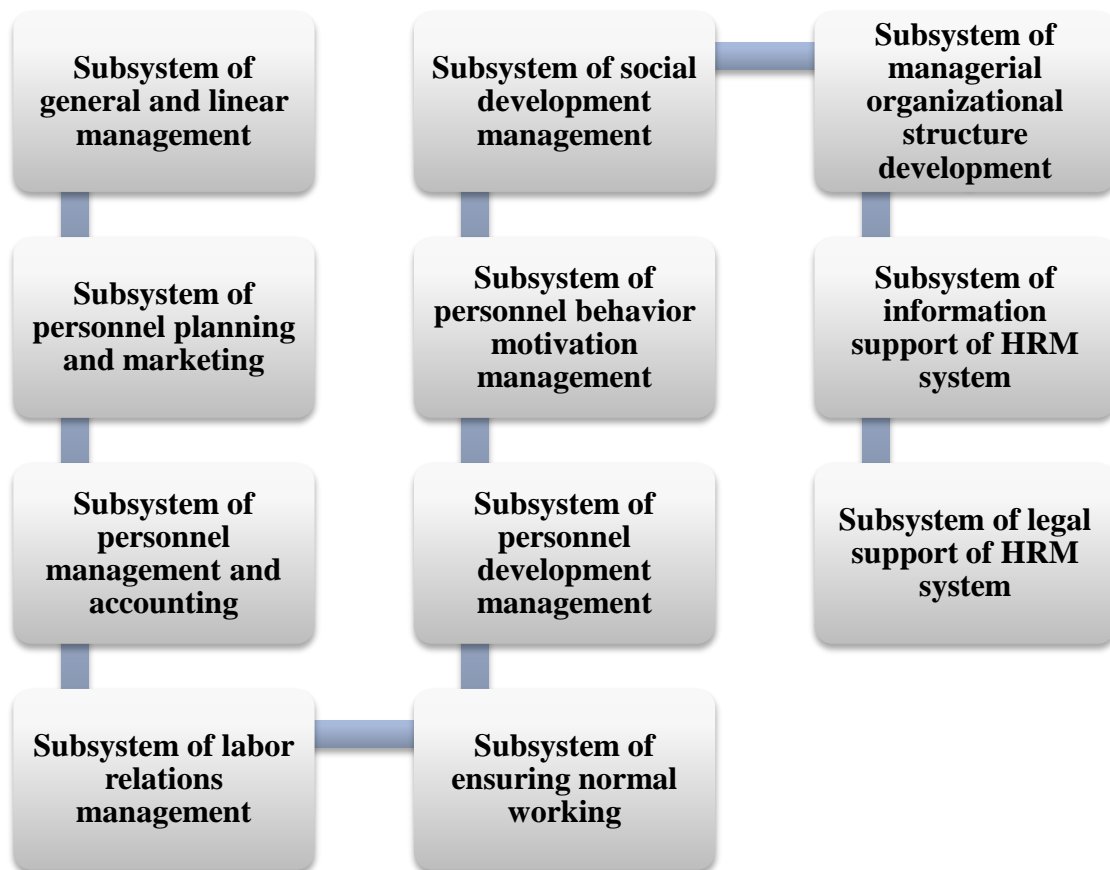 Subsystem of
general and linear
management
Subsystem of
personnel planning
and marketing
Subsystem of
personnel
management and
accounting
Subsystem of labor
relations
management
Subsystem of
ensuring normal
working
Subsystem of
personnel
development
management
Subsystem of
personnel behavior
motivation
management
Subsystem of social
development
management
Subsystem of
managerial
organizational
structure
development
Subsystem of
information
support of HRM
system
Subsystem of legal
support of HRM
system